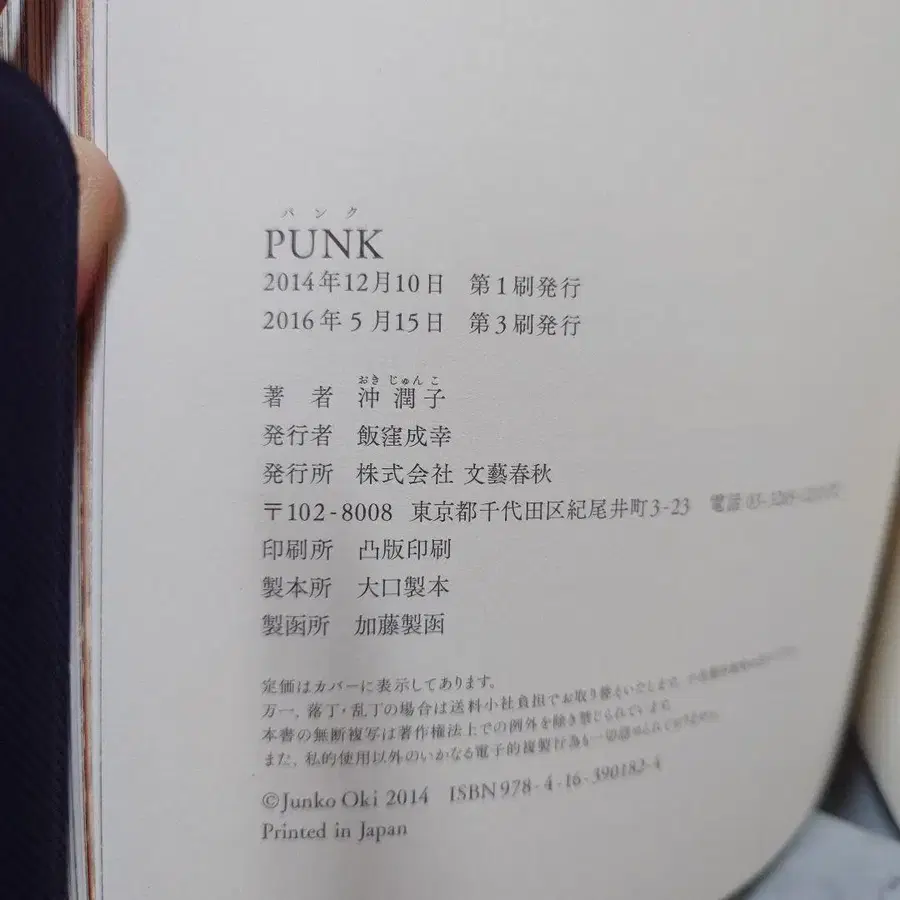 パンク
PUNK
2014年12月10日 第1刷発行
2016年5月15日 第3刷発行
おき じゅんこ
著者 沖潤子
発行者 飯窪成幸
発行所 株式会社 文藝春秋
〒102-8008 東京都千代田区紀尾井町3-23 電話
印刷所 凸版印刷
製本所 大口製本
製函所 加藤製函
定価はカバーに表示してあります。
万一、落丁・乱丁の場合は送料小社負担でお取り替えいたします。
本書の無断複写は著作権法上での例外を除き禁じられています。
また、私的使用以外のいかなる電子的複製行為も一切認められておりません。
©Junko Oki 2014 ISBN978-4-16-390182-4
Printed in Japan